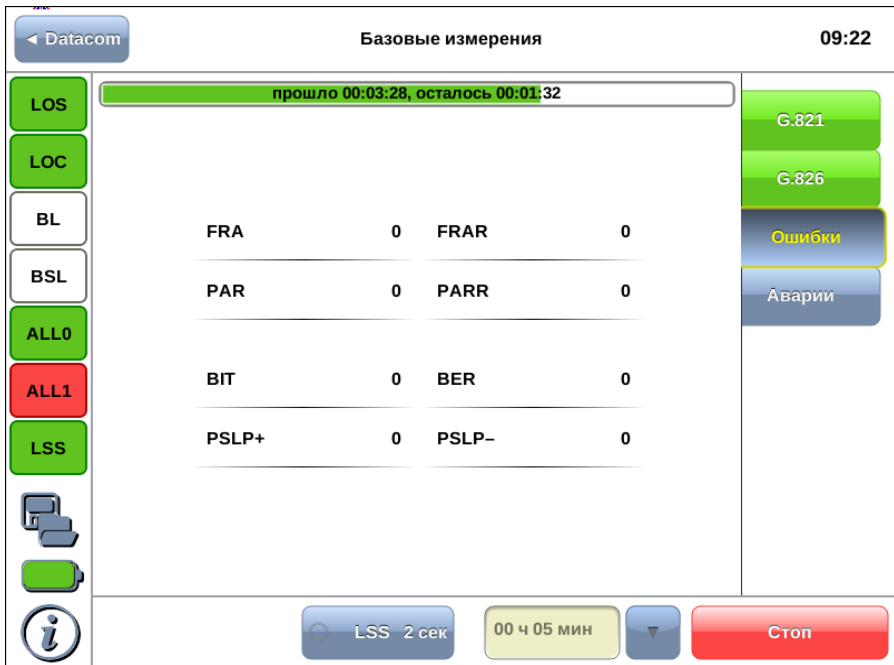 ◄ Datacom
Базовые измерения
09:22
LOS
LOC
BL
BSL
ALL0
ALL1
LSS
прошло 00:03:28, осталось 00:01:32
FRA 0 FRAR 0
PAR 0 PARR 0
BIT 0 BER 0
PSLP+ 0 PSLP– 0
G.821
G.826
Ошибки
Аварии
i
LSS 2 сек
00 ч 05 мин
▼
Стоп